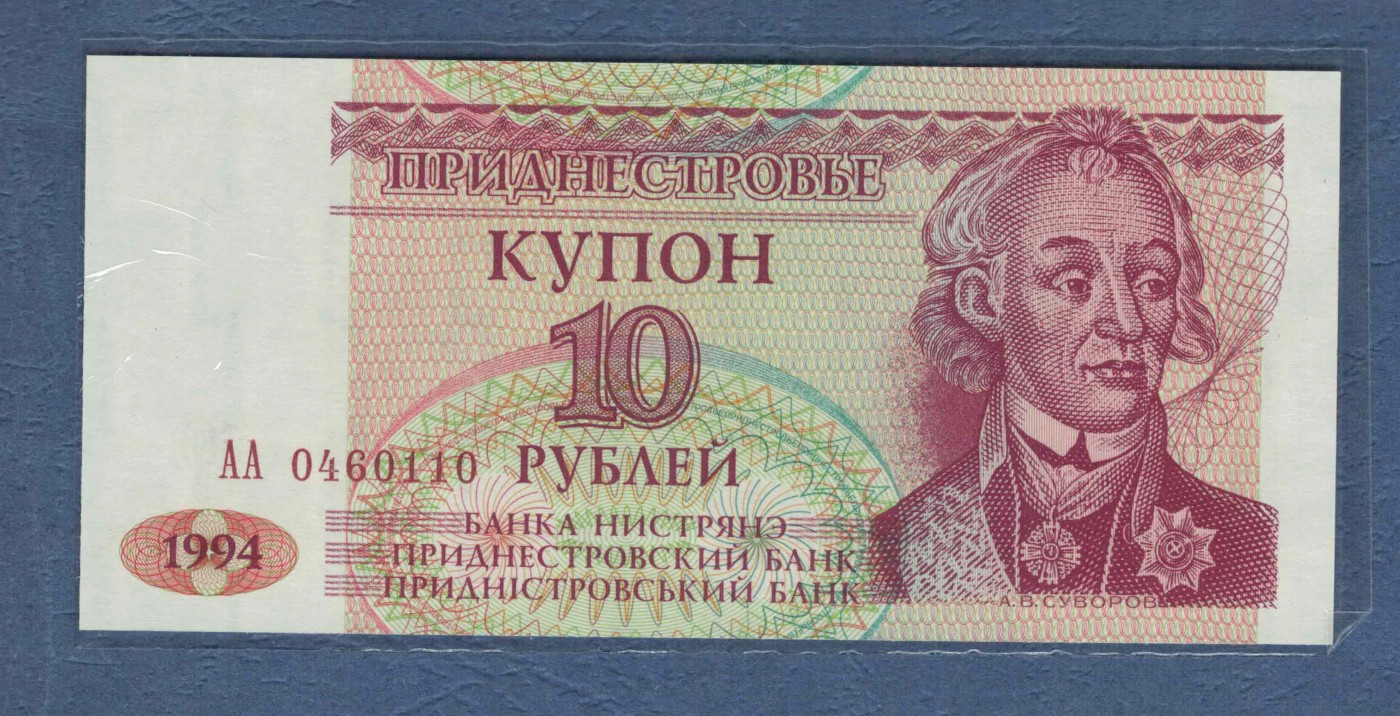 ПРИДНЕСТРОВЬЕ
КУПОН
10
АА 0460110 РУБЛЕЙ
БАНКА НИСТРЯНЭ
1994
ПРИДНЕСТРОВСКИЙ БАНК
ПРИДНІСТРОВСЬКИЙ БАНК
А.В.СУВОРОВ